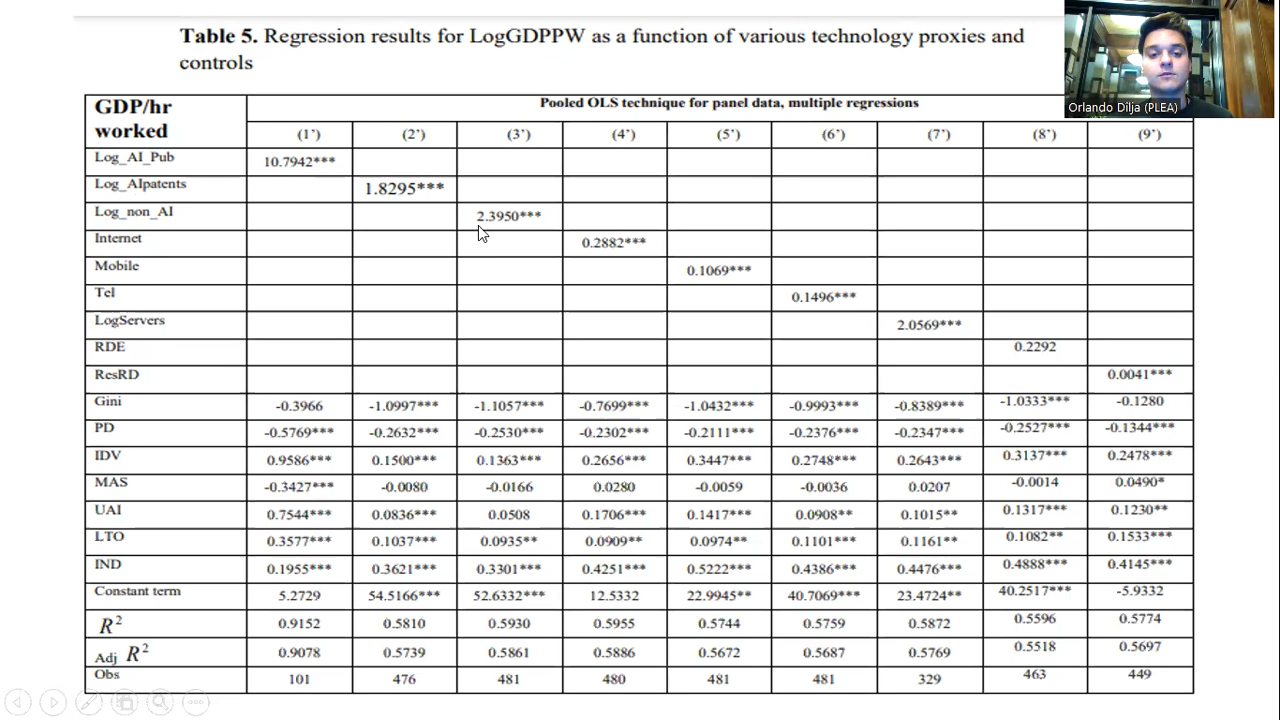 Table 5. Regression results for LogGDPPW as a function of various technology proxies and
controls
Orlando Dilja (PLEA)
GDP/hr worked Pooled OLS technique for panel data, multiple regressions
(1’) (2’) (3’) (4’) (5’) (6’) (7’) (8’) (9’)
Log_AI_Pub 10.7942***
Log_AIpatents 1.8295***
Log_non_AI 2.3950***
Internet 0.2882***
Mobile 0.1069***
Tel 0.1496***
LogServers 2.0569***
RDE 0.2292
ResRD 0.0041***
Gini -0.3966 -1.0997*** -1.1057*** -0.7699*** -1.0432*** -0.9993*** -0.8389*** -1.0333*** -0.1280
PD -0.5769*** -0.2632*** -0.2530*** -0.2302*** -0.2111*** -0.2376*** -0.2347*** -0.2527*** -0.1344***
IDV 0.9586*** 0.1500*** 0.1363*** 0.2656*** 0.3447*** 0.2748*** 0.2643*** 0.3137*** 0.2478***
MAS -0.3427*** -0.0080 -0.0166 0.0280 -0.0059 -0.0036 0.0207 -0.0014 0.0490*
UAI 0.7544*** 0.0836*** 0.0508 0.1706*** 0.1417*** 0.0908** 0.1015** 0.1317*** 0.1230**
LTO 0.3577*** 0.1037*** 0.0935** 0.0909** 0.0974** 0.1101*** 0.1161** 0.1082** 0.1533***
IND 0.1955*** 0.3621*** 0.3301*** 0.4251*** 0.5222*** 0.4386*** 0.4476*** 0.4888*** 0.4145***
Constant term 5.2729 54.5166*** 52.6332*** 12.5332 22.9945** 40.7069*** 23.4724** 40.2517*** -5.9332
R² 0.9152 0.5810 0.5930 0.5955 0.5744 0.5759 0.5872 0.5596 0.5774
Adj R² 0.9078 0.5739 0.5861 0.5886 0.5672 0.5687 0.5769 0.5518 0.5697
Obs 101 476 481 480 481 481 329 463 449